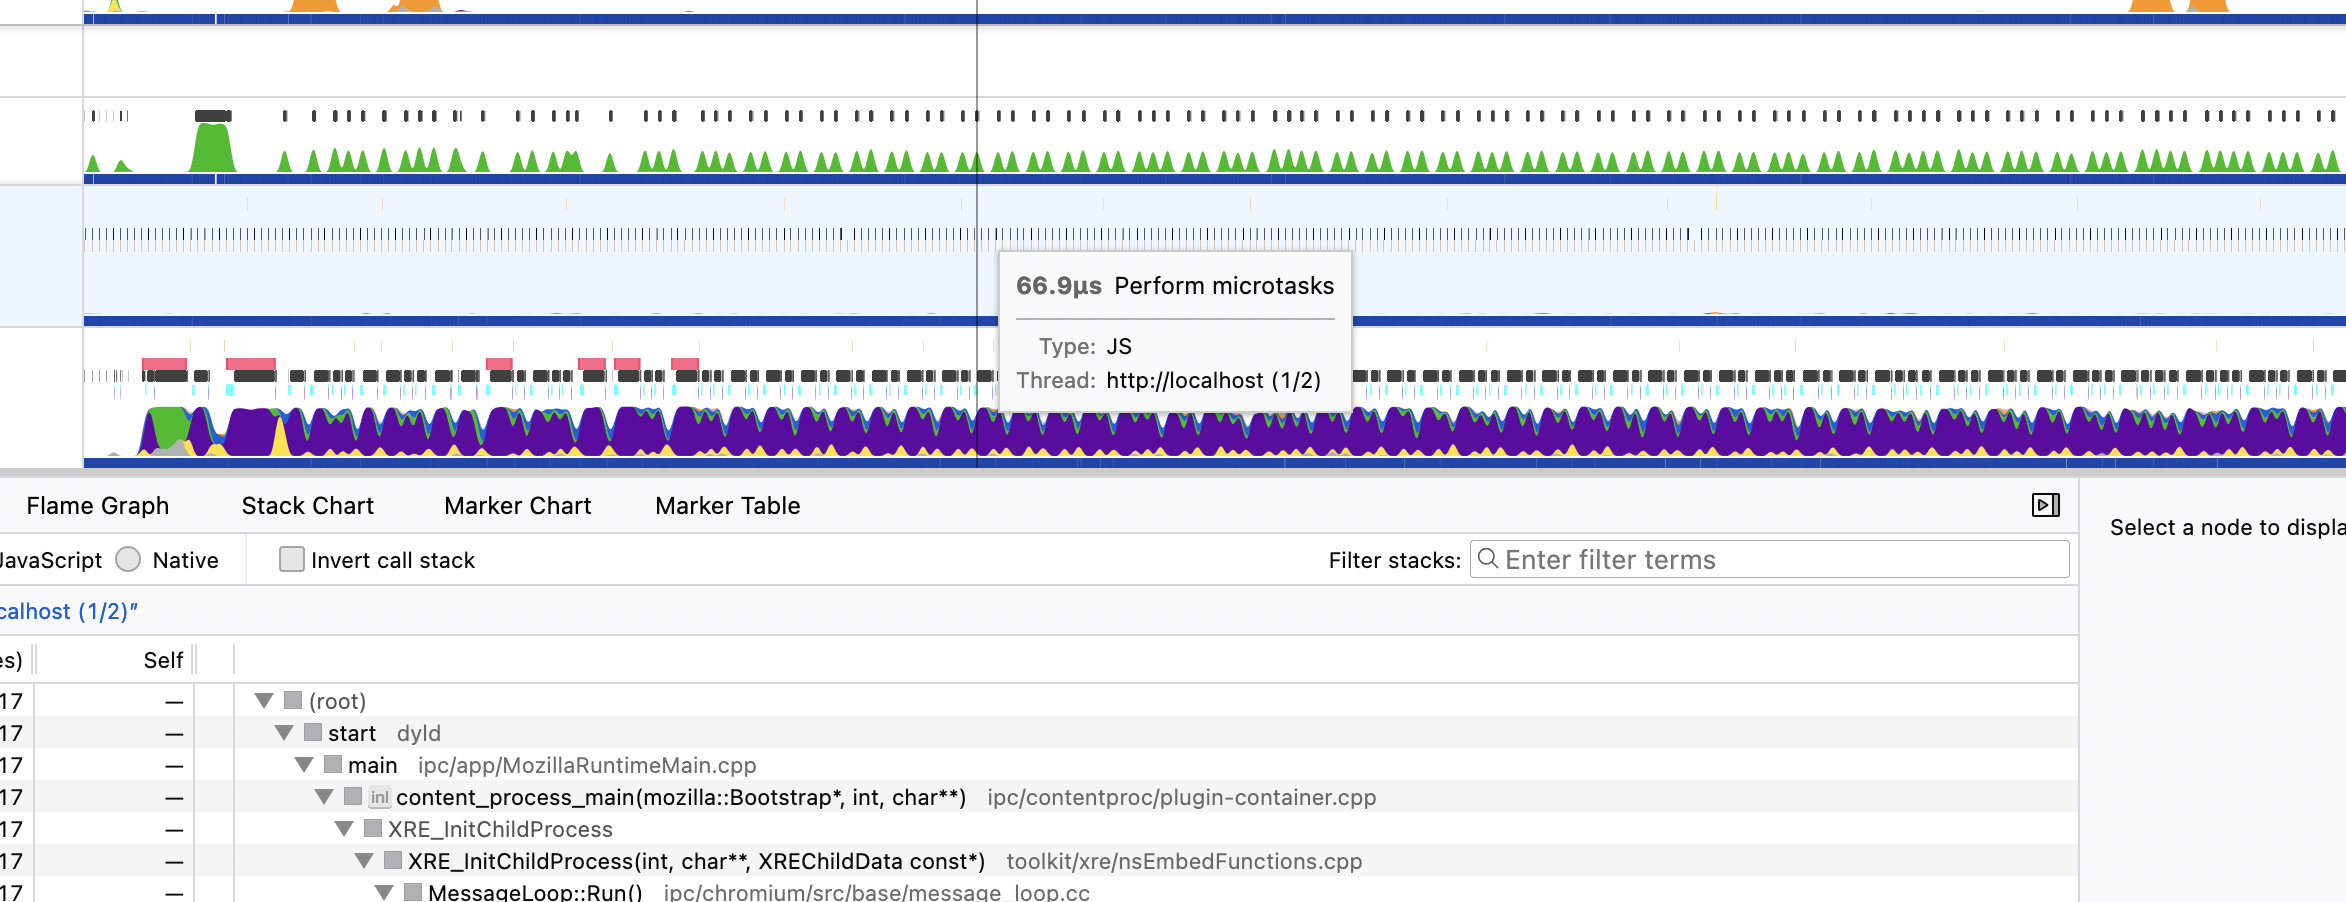 66.9μs Perform microtasks
Type: JS
Thread: http://localhost (1/2)
Flame Graph Stack Chart Marker Chart Marker Table
JavaScript Native Invert call stack Filter stacks: Enter filter terms
Select a node to displa
calhost (1/2)"
es) Self
17 — (root)
17 — start dyld
17 — main ipc/app/MozillaRuntimeMain.cpp
17 — inl content_process_main(mozilla::Bootstrap*, int, char**) ipc/contentproc/plugin-container.cpp
17 — XRE_InitChildProcess
17 — XRE_InitChildProcess(int, char**, XREChildData const*) toolkit/xre/nsEmbedFunctions.cpp
17 — MessageLoop::Run() ipc/chromium/src/base/message_loop.cc